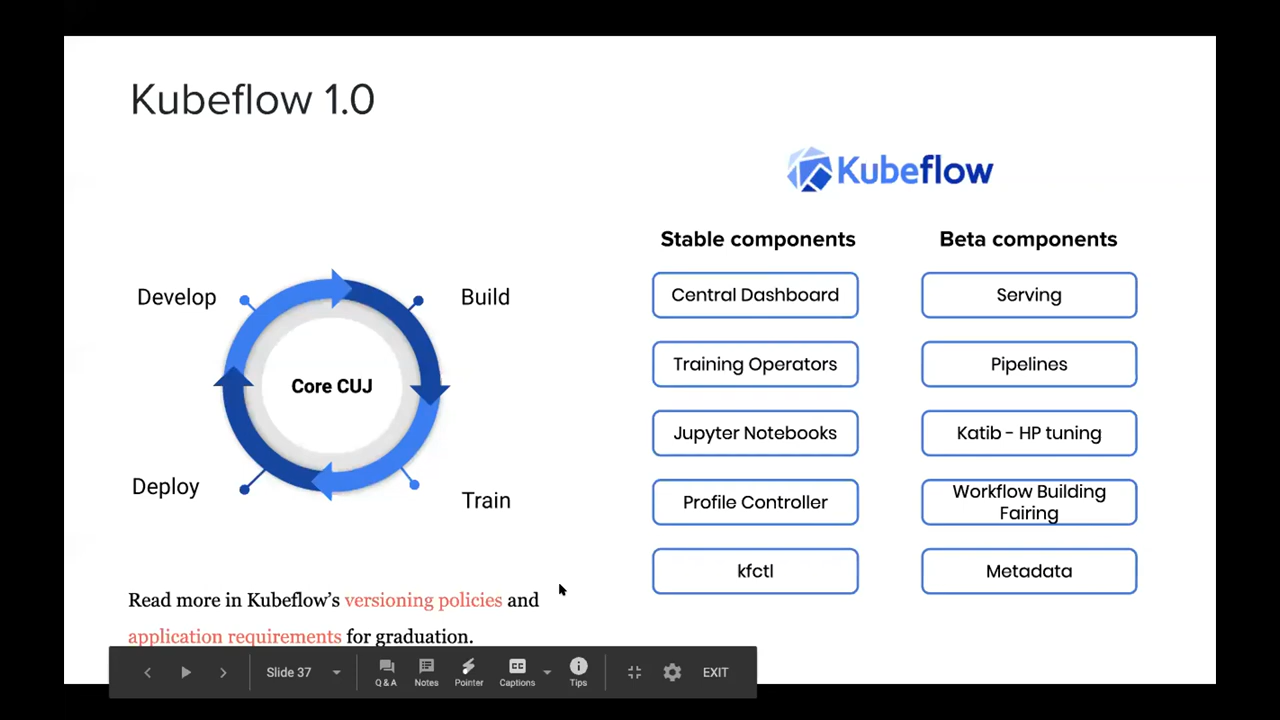 Kubeflow 1.0
Kubeflow
Stable components
Beta components
Develop
Build
Core CUJ
Deploy
Train
Central Dashboard
Training Operators
Jupyter Notebooks
Profile Controller
kfctl
Serving
Pipelines
Katib - HP tuning
Workflow Building
Fairing
Metadata
Read more in Kubeflow’s versioning policies and
application requirements for graduation.
Slide 37
Q & A
Notes
Pointer
CC
Captions
Tips
EXIT